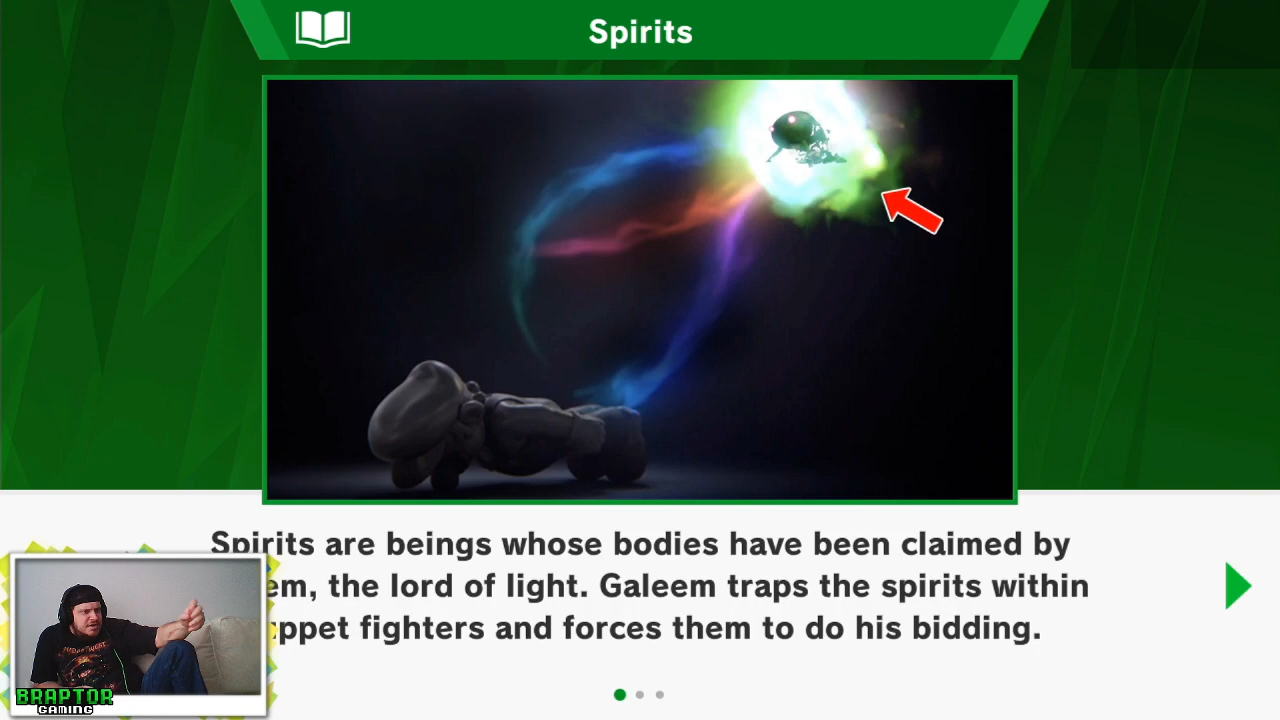 Spirits
Spirits are beings whose bodies have been claimed by
em, the lord of light. Galeem traps the spirits within
ppet fighters and forces them to do his bidding.
BRAPTOR
GAMING